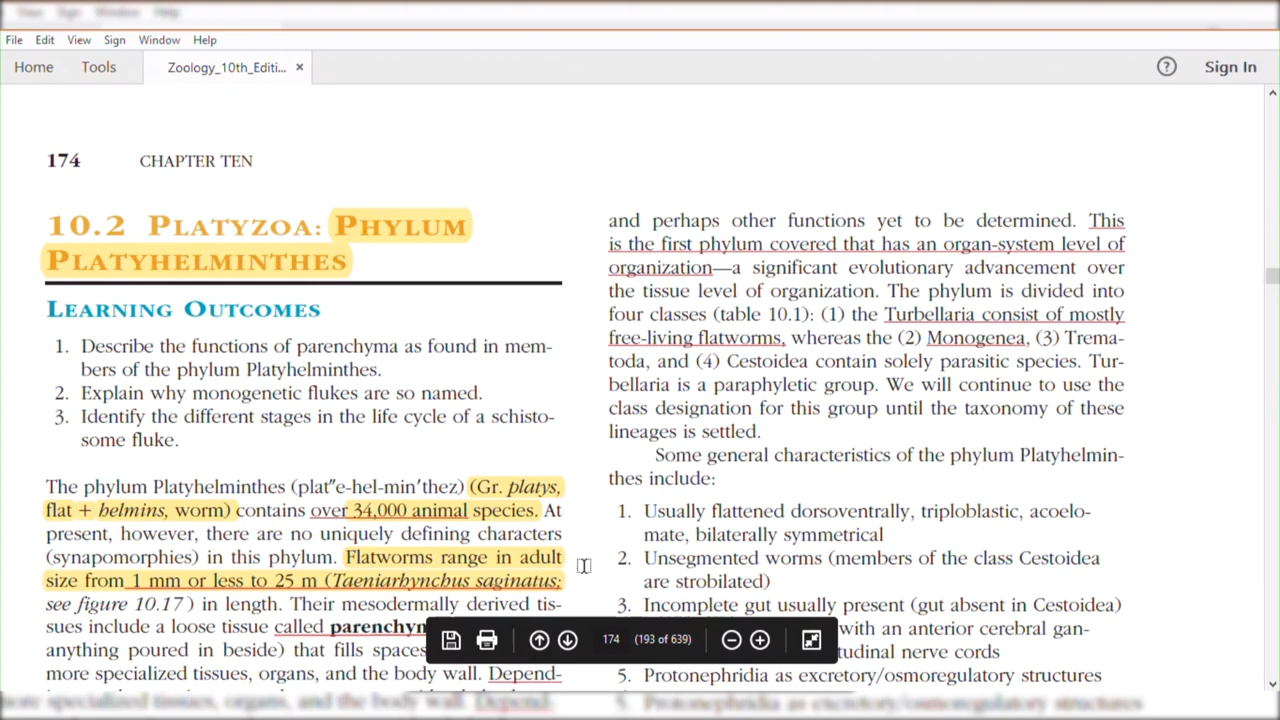 View Sign Window Help
File Edit View Sign Window Help
Home Tools Zoology_10th_Editi... × ? Sign In
174 CHAPTER TEN
10.2 PLATYZOA: PHYLUM
PLATYHELMINTHES
LEARNING OUTCOMES
1. Describe the functions of parenchyma as found in mem-
bers of the phylum Platyhelminthes.
2. Explain why monogenetic flukes are so named.
3. Identify the different stages in the life cycle of a schisto-
some fluke.
The phylum Platyhelminthes (plat″e-hel-min′thez) (Gr. platys,
flat + helmins, worm) contains over 34,000 animal species. At
present, however, there are no uniquely defining characters
(synapomorphies) in this phylum. Flatworms range in adult
size from 1 mm or less to 25 m (Taeniarhynchus saginatus;
see figure 10.17) in length. Their mesodermally derived tis-
sues include a loose tissue called parenchym
anything poured in beside) that fills spaces
more specialized tissues, organs, and the body wall. Depend-
and perhaps other functions yet to be determined. This
is the first phylum covered that has an organ-system level of
organization—a significant evolutionary advancement over
the tissue level of organization. The phylum is divided into
four classes (table 10.1): (1) the Turbellaria consist of mostly
free-living flatworms, whereas the (2) Monogenea, (3) Trema-
toda, and (4) Cestoidea contain solely parasitic species. Tur-
bellaria is a paraphyletic group. We will continue to use the
class designation for this group until the taxonomy of these
lineages is settled.
Some general characteristics of the phylum Platyhelmin-
thes include:
1. Usually flattened dorsoventrally, triploblastic, acoelo-
mate, bilaterally symmetrical
2. Unsegmented worms (members of the class Cestoidea
are strobilated)
3. Incomplete gut usually present (gut absent in Cestoidea)
with an anterior cerebral gan-
tudinal nerve cords
5. Protonephridia as excretory/osmoregulatory structures
174 (193 of 639)